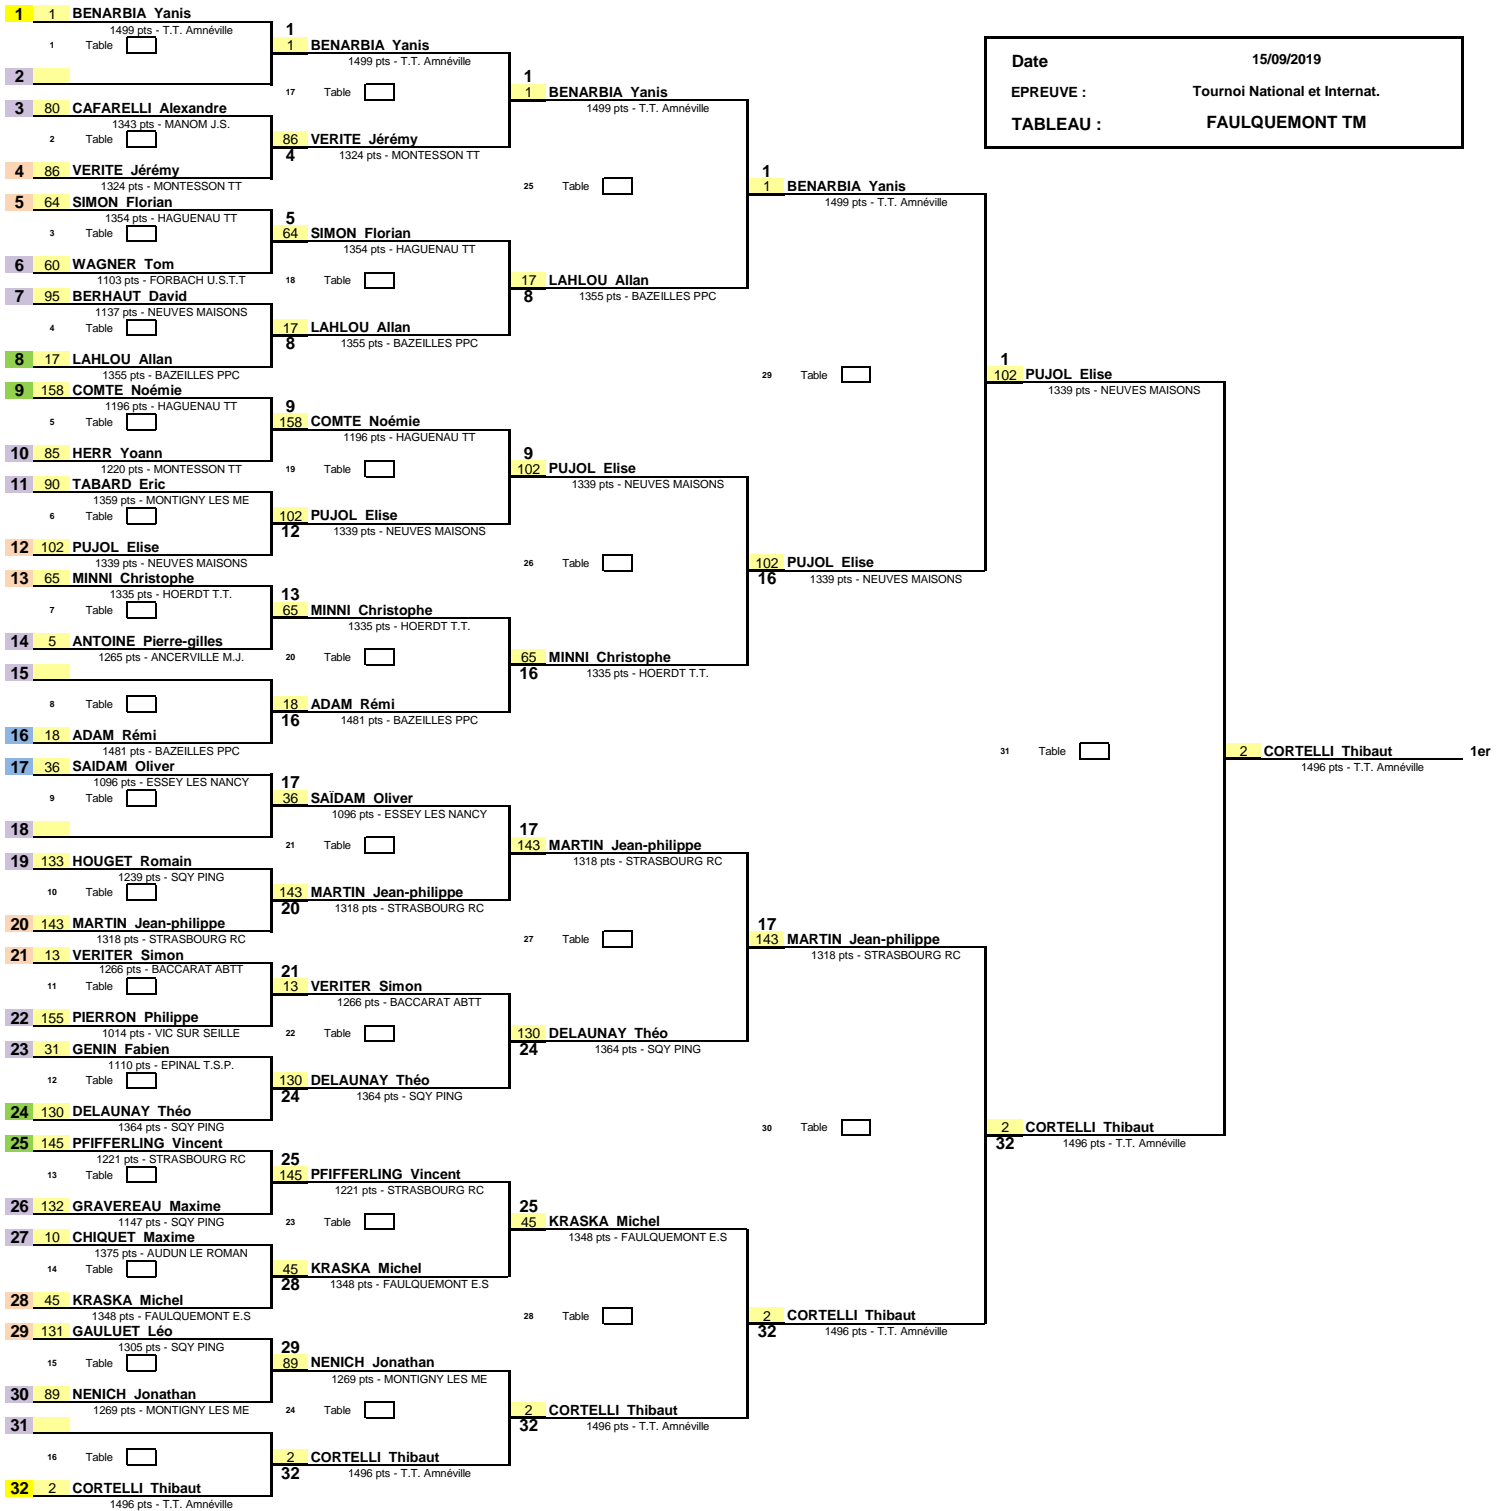 Date 15/09/2019
EPREUVE : Tournoi National et Internat.
TABLEAU : FAULQUEMONT TM
1 1 BENARBIA Yanis
1499 pts - T.T. Amnéville
1 Table
2
3 80 CAFARELLI Alexandre
1343 pts - MANOM J.S.
2 Table
4 86 VERITE Jérémy
1324 pts - MONTESSON TT
5 64 SIMON Florian
1354 pts - HAGUENAU TT
3 Table
6 60 WAGNER Tom
1103 pts - FORBACH U.S.T.T
7 95 BERHAUT David
1137 pts - NEUVES MAISONS
4 Table
8 17 LAHLOU Allan
1355 pts - BAZEILLES PPC
9 158 COMTE Noémie
1196 pts - HAGUENAU TT
5 Table
10 85 HERR Yoann
1220 pts - MONTESSON TT
11 90 TABARD Eric
1359 pts - MONTIGNY LES ME
6 Table
12 102 PUJOL Elise
1339 pts - NEUVES MAISONS
13 65 MINNI Christophe
1335 pts - HOERDT T.T.
7 Table
14 5 ANTOINE Pierre-gilles
1265 pts - ANCERVILLE M.J.
15
8 Table
16 18 ADAM Rémi
1481 pts - BAZEILLES PPC
17 36 SAIDAM Oliver
1096 pts - ESSEY LES NANCY
9 Table
18
19 133 HOUGET Romain
1239 pts - SQY PING
10 Table
20 143 MARTIN Jean-philippe
1318 pts - STRASBOURG RC
21 13 VERITER Simon
1266 pts - BACCARAT ABTT
11 Table
22 155 PIERRON Philippe
1014 pts - VIC SUR SEILLE
23 31 GENIN Fabien
1110 pts - EPINAL T.S.P.
12 Table
24 130 DELAUNAY Théo
1364 pts - SQY PING
25 145 PFIFFERLING Vincent
1221 pts - STRASBOURG RC
13 Table
26 132 GRAVEREAU Maxime
1147 pts - SQY PING
27 10 CHIQUET Maxime
1375 pts - AUDUN LE ROMAN
14 Table
28 45 KRASKA Michel
1348 pts - FAULQUEMONT E.S
29 131 GAULUET Léo
1305 pts - SQY PING
15 Table
30 89 NENICH Jonathan
1269 pts - MONTIGNY LES ME
31
16 Table
32 2 CORTELLI Thibaut
1496 pts - T.T. Amnéville
1
1 BENARBIA Yanis
1499 pts - T.T. Amnéville
17 Table
86 VERITE Jérémy
4 1324 pts - MONTESSON TT
5
64 SIMON Florian
1354 pts - HAGUENAU TT
18 Table
17 LAHLOU Allan
8 1355 pts - BAZEILLES PPC
9
158 COMTE Noémie
1196 pts - HAGUENAU TT
19 Table
102 PUJOL Elise
12 1339 pts - NEUVES MAISONS
13
65 MINNI Christophe
1335 pts - HOERDT T.T.
20 Table
18 ADAM Rémi
16 1481 pts - BAZEILLES PPC
17
36 SAÏDAM Oliver
1096 pts - ESSEY LES NANCY
21 Table
143 MARTIN Jean-philippe
20 1318 pts - STRASBOURG RC
21
13 VERITER Simon
1266 pts - BACCARAT ABTT
22 Table
130 DELAUNAY Théo
24 1364 pts - SQY PING
25
145 PFIFFERLING Vincent
1221 pts - STRASBOURG RC
23 Table
45 KRASKA Michel
28 1348 pts - FAULQUEMONT E.S
29
89 NENICH Jonathan
1269 pts - MONTIGNY LES ME
24 Table
2 CORTELLI Thibaut
32 1496 pts - T.T. Amnéville
1
1 BENARBIA Yanis
1499 pts - T.T. Amnéville
25 Table
17 LAHLOU Allan
8 1355 pts - BAZEILLES PPC
9
102 PUJOL Elise
1339 pts - NEUVES MAISONS
26 Table
65 MINNI Christophe
16 1335 pts - HOERDT T.T.
17
143 MARTIN Jean-philippe
1318 pts - STRASBOURG RC
27 Table
130 DELAUNAY Théo
24 1364 pts - SQY PING
25
45 KRASKA Michel
1348 pts - FAULQUEMONT E.S
28 Table
2 CORTELLI Thibaut
32 1496 pts - T.T. Amnéville
1
1 BENARBIA Yanis
1499 pts - T.T. Amnéville
29 Table
102 PUJOL Elise
16 1339 pts - NEUVES MAISONS
17
143 MARTIN Jean-philippe
1318 pts - STRASBOURG RC
30 Table
2 CORTELLI Thibaut
32 1496 pts - T.T. Amnéville
1
102 PUJOL Elise
1339 pts - NEUVES MAISONS
31 Table
2 CORTELLI Thibaut
32 1496 pts - T.T. Amnéville
2 CORTELLI Thibaut 1er
1496 pts - T.T. Amnéville